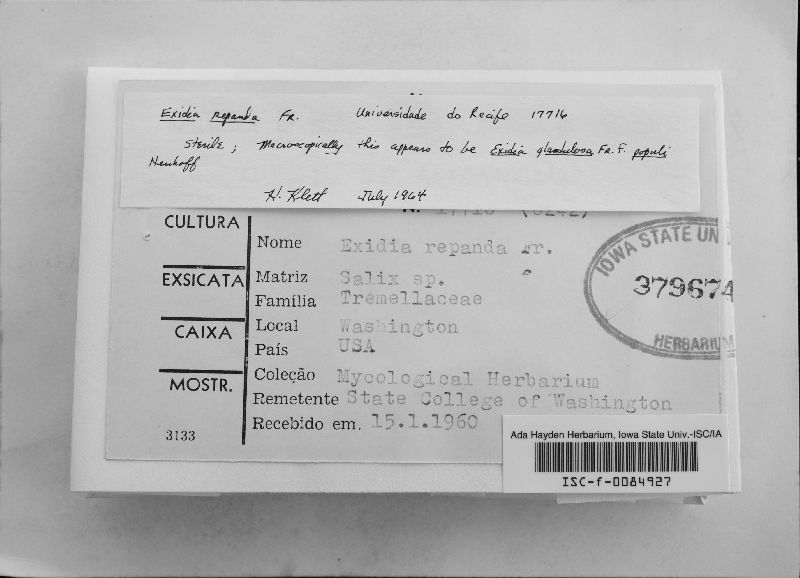 Exidia repanda Fr. Universidade do Recife 17716
Sterile; Macroscopically this appears to be Exidia glandulosa Fr. f. populi
Neuhoff
H. Klett July 1964
CULTURA
EXSICATA
CAIXA
MOSTR.
3133
Nome Exidia repanda Fr.
Matriz Salix sp.
Família Tremellaceae
Local Washington
País USA
Coleção Mycological Herbarium
Remetente State College of Washington
Recebido em. 15.1.1960
IOWA STATE UN
379674
HERBARIUM
Ada Hayden Herbarium, Iowa State Univ.-ISC/IA
ISC-f-0084927